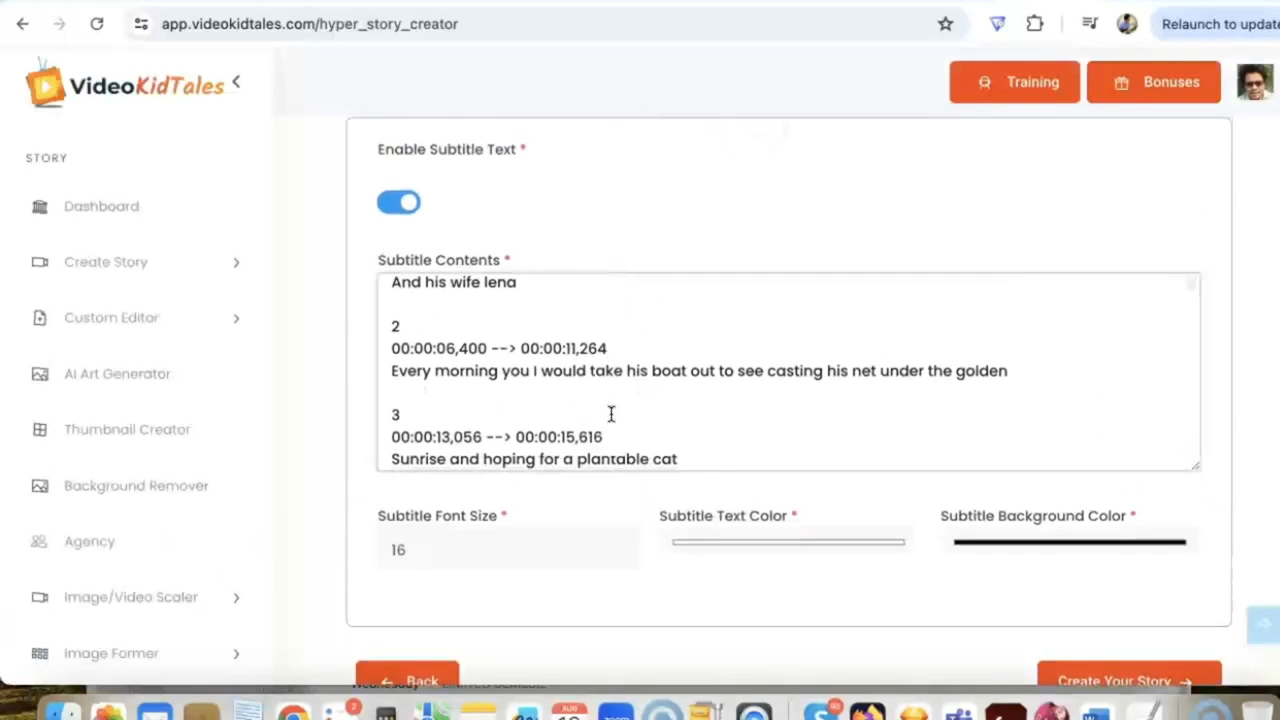 app.videokidtales.com/hyper_story_creator
Relaunch to update
VideoKidTales
Training
Bonuses
STORY
Dashboard
Create Story
Custom Editor
AI Art Generator
Thumbnail Creator
Background Remover
Agency
Image/Video Scaler
Image Former
Enable Subtitle Text *
Subtitle Contents *
And his wife lena
2
00:00:06,400 --> 00:00:11,264
Every morning you I would take his boat out to see casting his net under the golden
3
00:00:13,056 --> 00:00:15,616
Sunrise and hoping for a plantable cat
Subtitle Font Size *
Subtitle Text Color *
Subtitle Background Color *
16
Back
Create Your Story